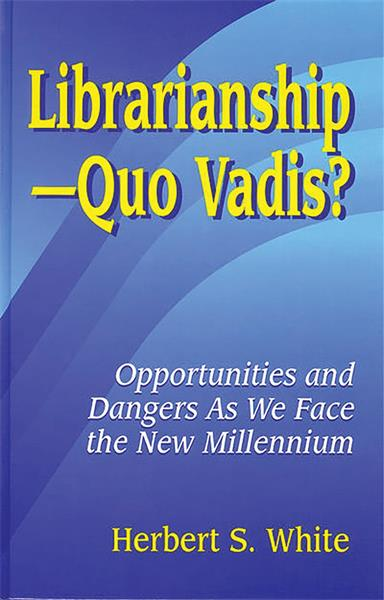 Librarianship
—Quo Vadis?
Opportunities and
Dangers As We Face
the New Millennium
Herbert S. White